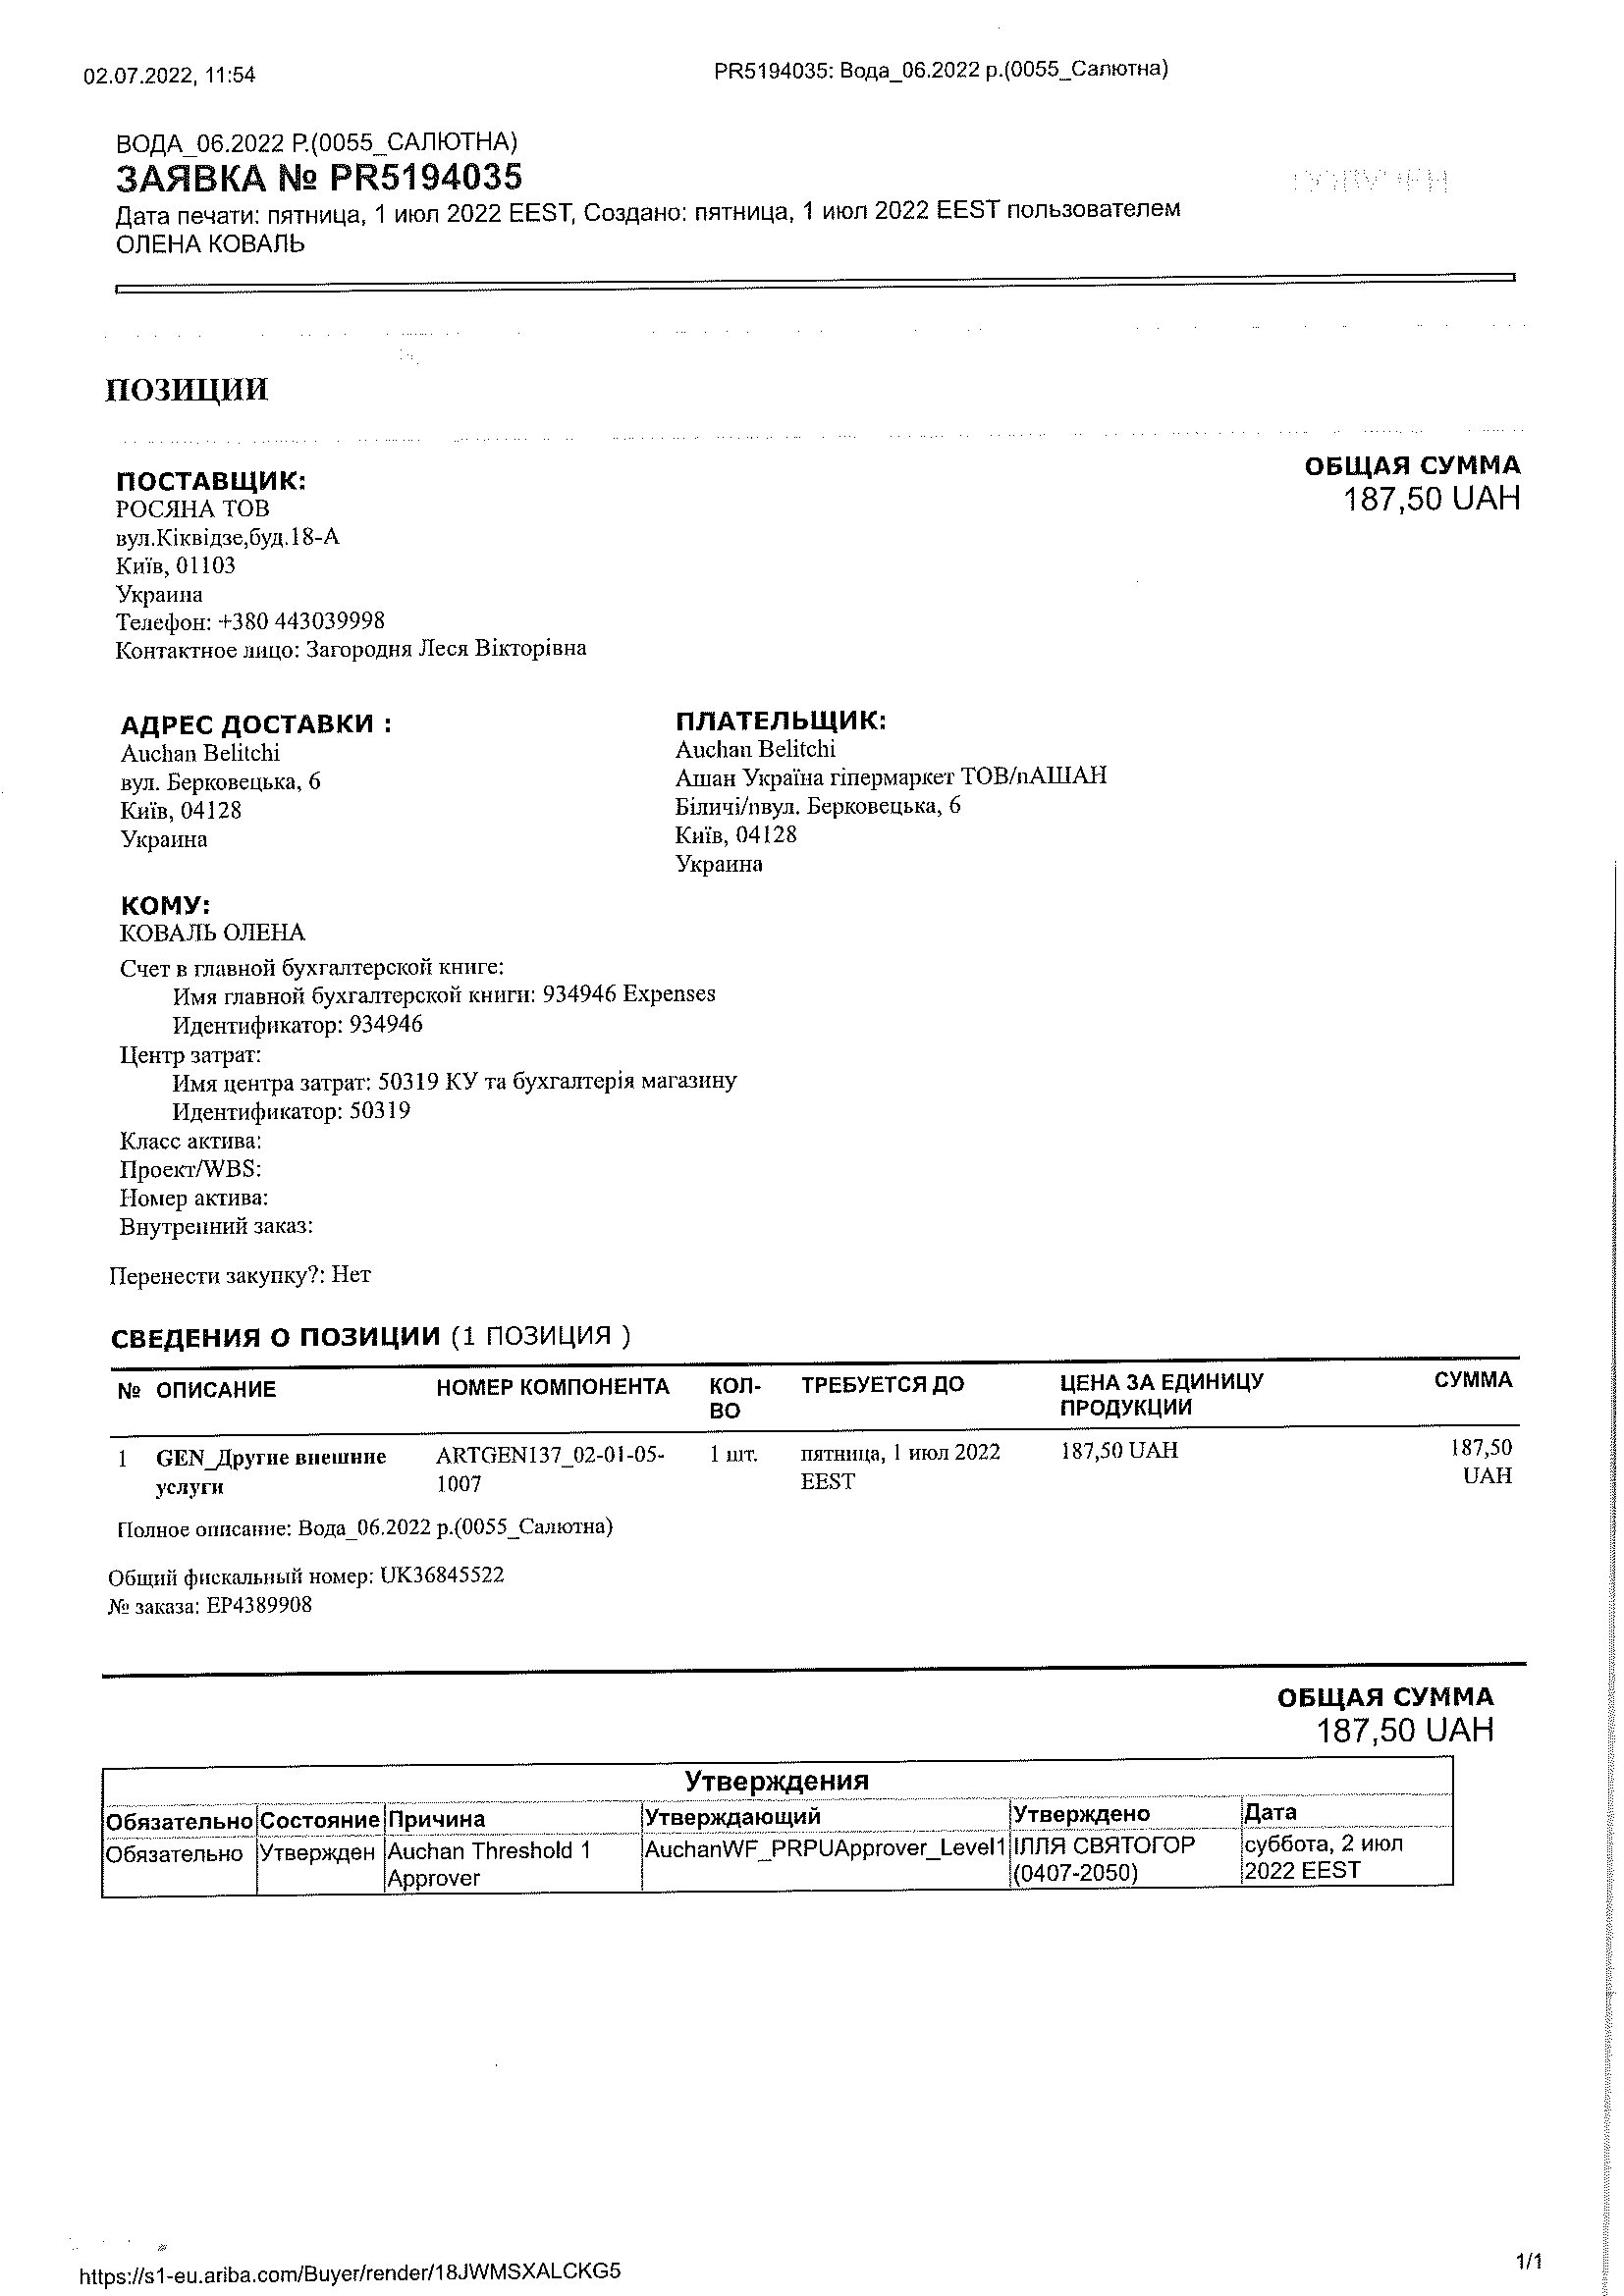 02.07.2022, 11:54
PR5194035: Вода_06.2022 р.(0055_Салютна)
ВОДА_06.2022 Р.(0055_САЛЮТНА)
ЗАЯВКА № PR5194035
Дата печати: пятница, 1 июл 2022 EEST, Создано: пятница, 1 июл 2022 EEST пользователем
ОЛЕНА КОВАЛЬ
ПОЗИЦИИ
ПОСТАВЩИК:
РОСЯНА ТОВ
вул.Кіквідзе,буд.18-А
Київ, 01103
Украина
Телефон: +380 443039998
Контактное лицо: Загородня Леся Вікторівна
ОБЩАЯ СУММА
187,50 UAH
АДРЕС ДОСТАВКИ :
Auchan Belitchi
вул. Берковецька, 6
Київ, 04128
Украина
ПЛАТЕЛЬЩИК:
Auchan Belitchi
Ашан Україна гіпермаркет ТОВ/nАШАН
Біличі/nвул. Берковецька, 6
Київ, 04128
Украина
КОМУ:
КОВАЛЬ ОЛЕНА
Счет в главной бухгалтерской книге:
Имя главной бухгалтерской книги: 934946 Expenses
Идентификатор: 934946
Центр затрат:
Имя центра затрат: 50319 КУ та бухгалтерія магазину
Идентификатор: 50319
Класс актива:
Проект/WBS:
Номер актива:
Внутренний заказ:
Перенести закупку?: Нет
СВЕДЕНИЯ О ПОЗИЦИИ (1 ПОЗИЦИЯ )
№ ОПИСАНИЕ НОМЕР КОМПОНЕНТА КОЛ- ТРЕБУЕТСЯ ДО ЦЕНА ЗА ЕДИНИЦУ СУММА
ВО ПРОДУКЦИИ
1 GEN_Другие внешние ARTGEN137_02-01-05- 1 шт. пятница, 1 июл 2022 187,50 UAH 187,50
услуги 1007 EEST UAH
Полное описание: Вода_06.2022 р.(0055_Салютна)
Общий фискальный номер: UK36845522
№ заказа: EP4389908
ОБЩАЯ СУММА
187,50 UAH
Утверждения
Обязательно Состояние Причина Утверждающий Утверждено Дата
Обязательно Утвержден Auchan Threshold 1 AuchanWF_PRPUApprover_Level1 ІЛЛЯ СВЯТОГОР суббота, 2 июл
Approver (0407-2050) 2022 EEST
https://s1-eu.ariba.com/Buyer/render/18JWMSXALCKG5
1/1